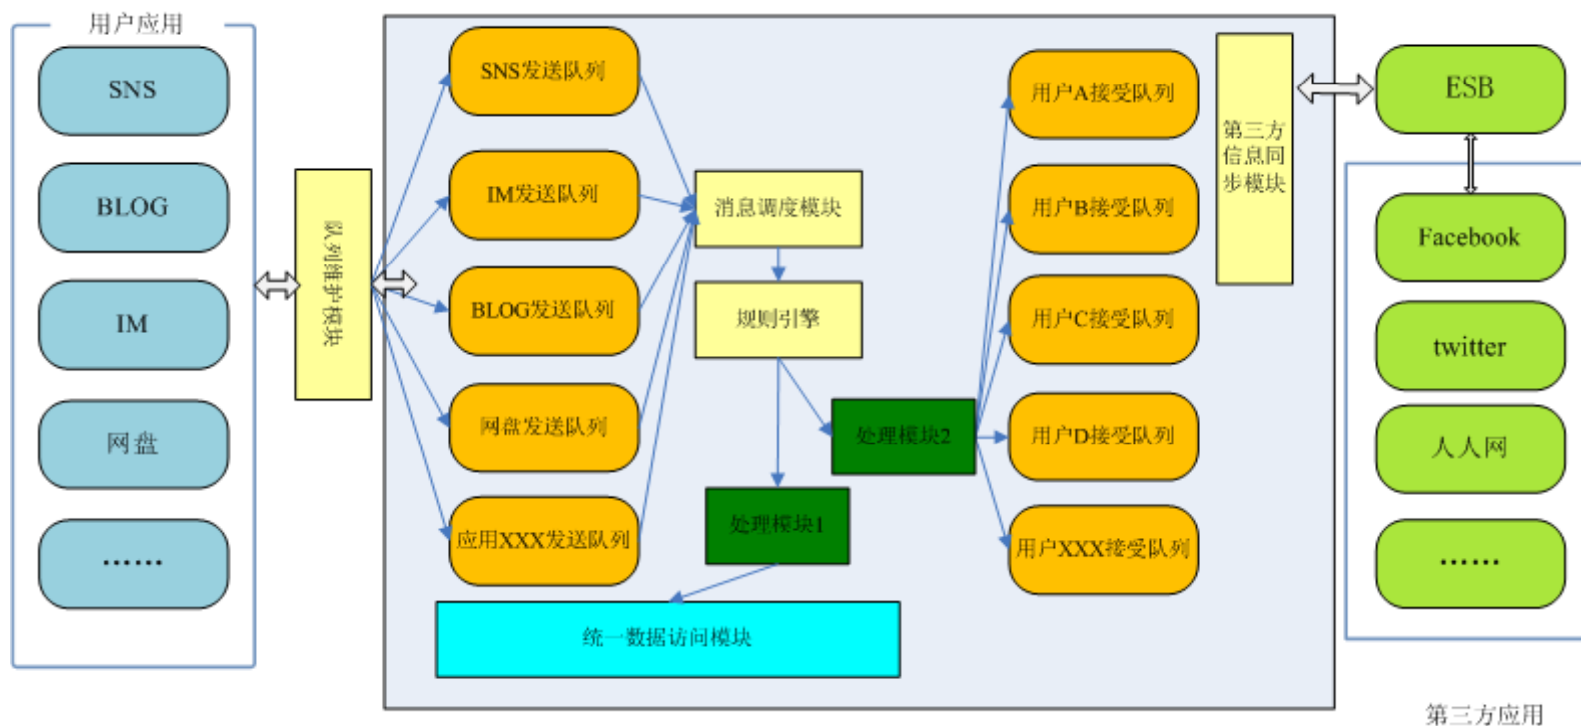 用户应用
SNS
BLOG
IM
网盘
……
队列维护模块
SNS发送队列
IM发送队列
BLOG发送队列
网盘发送队列
应用XXX发送队列
消息调度模块
规则引擎
处理模块2
处理模块1
统一数据访问模块
用户A接受队列
用户B接受队列
用户C接受队列
用户D接受队列
用户XXX接受队列
第三方
信息同
步模块
ESB
Facebook
twitter
人人网
……
第三方应用